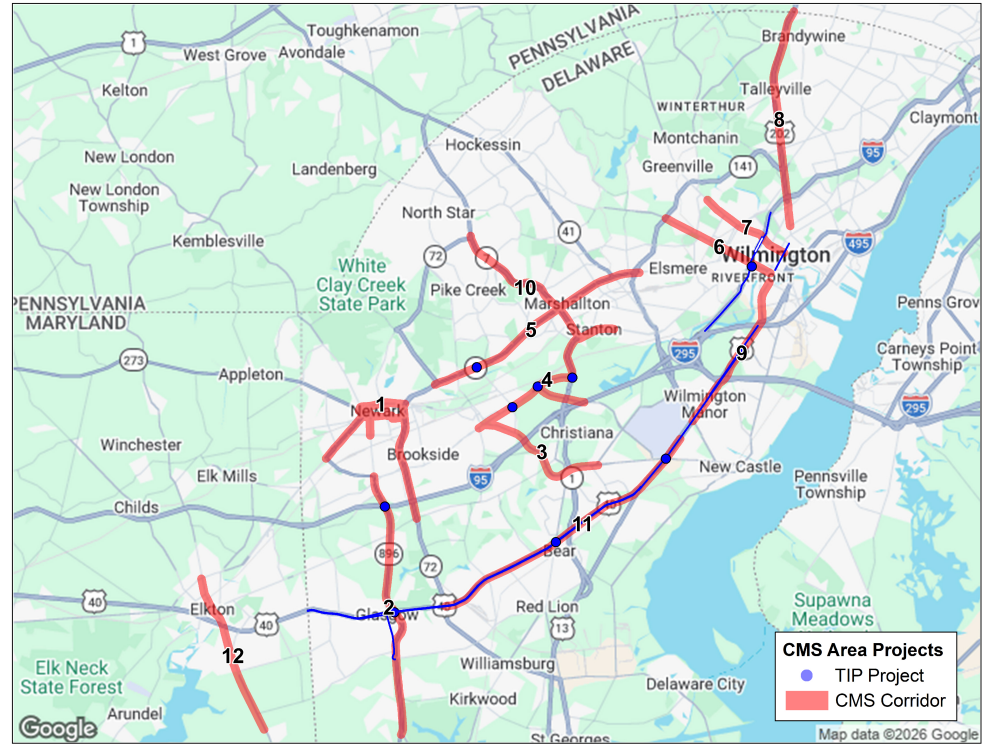 PENNSYLVANIA
DELAWARE
Toughkenamon
Brandywine
1
West Grove
Avondale
Kelton
Talleyville
WINTERTHUR
8
202
Claymont
Montchanin
95
Hockessin
New London
Landenberg
Greenville
141
New London
Township
North Star
7
Kemblesville
41
72
7
6
Wilmington
495
White
Clay Creek
State Park
Elsmere
RIVERFRONT
Pike Creek
10
Marshallton
PENNSYLVANIA
MARYLAND
Penns Grov
5
Stanton
273
295
9
Carneys Point
Township
Appleton
4
1
Newark
Wilmington
Manor
295
Winchester
Brookside
Christiana
3
Elk Mills
95
1
New Castle
Pennsville
Township
Childs
11
Bear
896
72
40
Elkton
40
2
Glasgow
Red Lion
13
Supawna
Meadows
12
Williamsburg
CMS Area Projects
TIP Project
CMS Corridor
Elk Neck
State Forest
Kirkwood
Delaware City
Arundel
St Georges
Google
Map data ©2026 Google